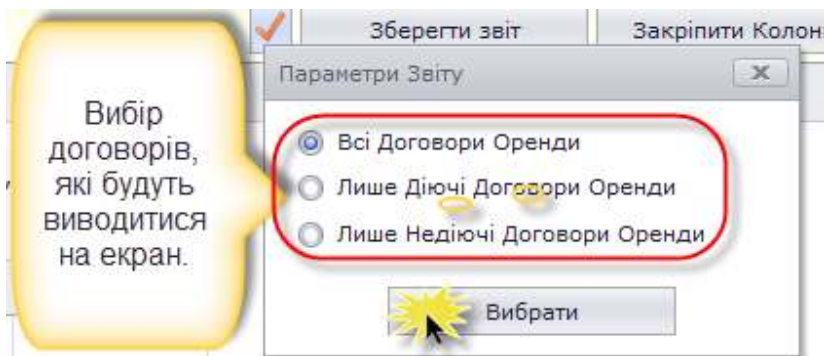 Зберегти звіт
Закріпити Колон
Параметри Звіту
Вибір
договорів,
які будуть
виводитися
на екран.
Всі Договори Оренди
Лише Діючі Договори Оренди
Лише Недіючі Договори Оренди
Вибрати